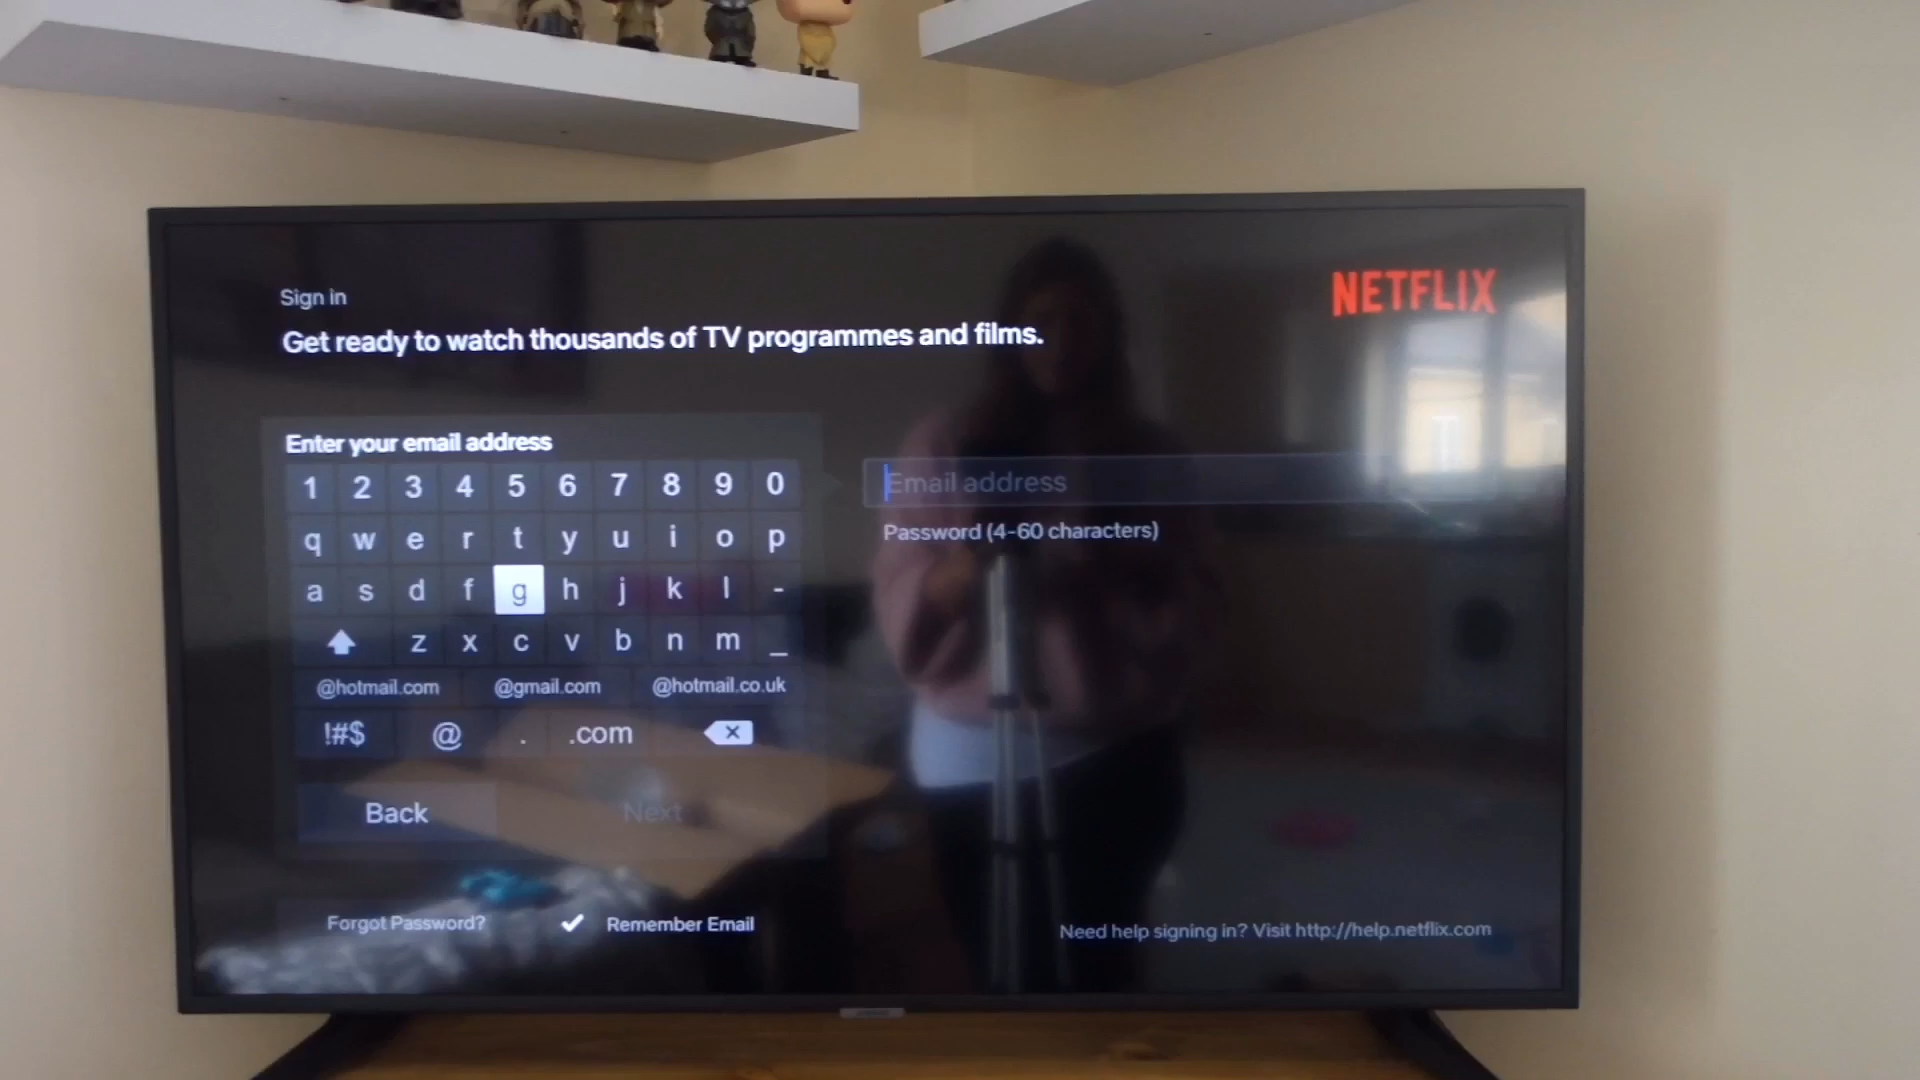 NETFLIX
Sign in
Get ready to watch thousands of TV programmes and films.
Enter your email address
1 2 3 4 5 6 7 8 9 0
q w e r t y u i o p
a s d f g h j k l -
z x c v b n m _
@hotmail.com @gmail.com @hotmail.co.uk
!#$ @ . .com
Back Next
Email address
Password (4-60 characters)
Forgot Password? Remember Email
Need help signing in? Visit http://help.netflix.com